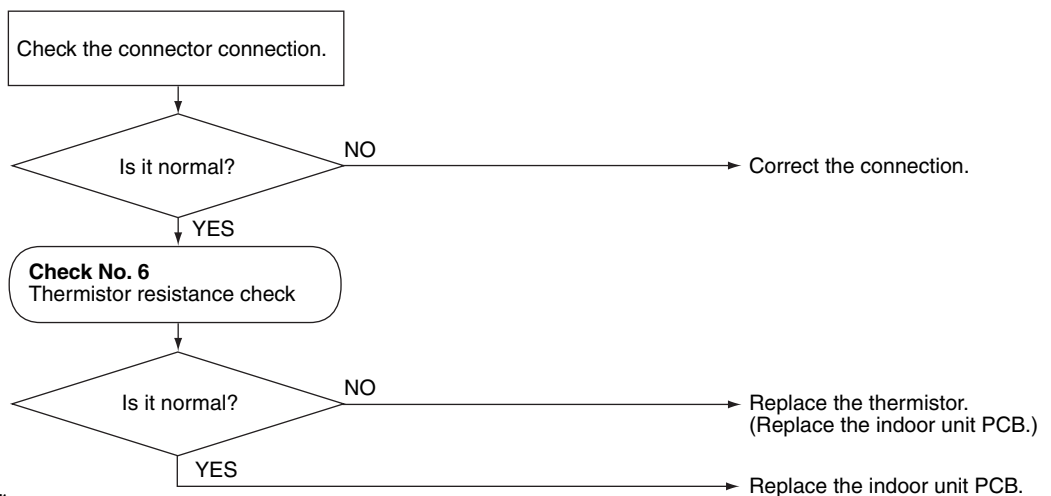 Check the connector connection.
Is it normal?
NO
Correct the connection.
YES
Check No. 6
Thermistor resistance check
Is it normal?
NO
Replace the thermistor.
(Replace the indoor unit PCB.)
YES
Replace the indoor unit PCB.